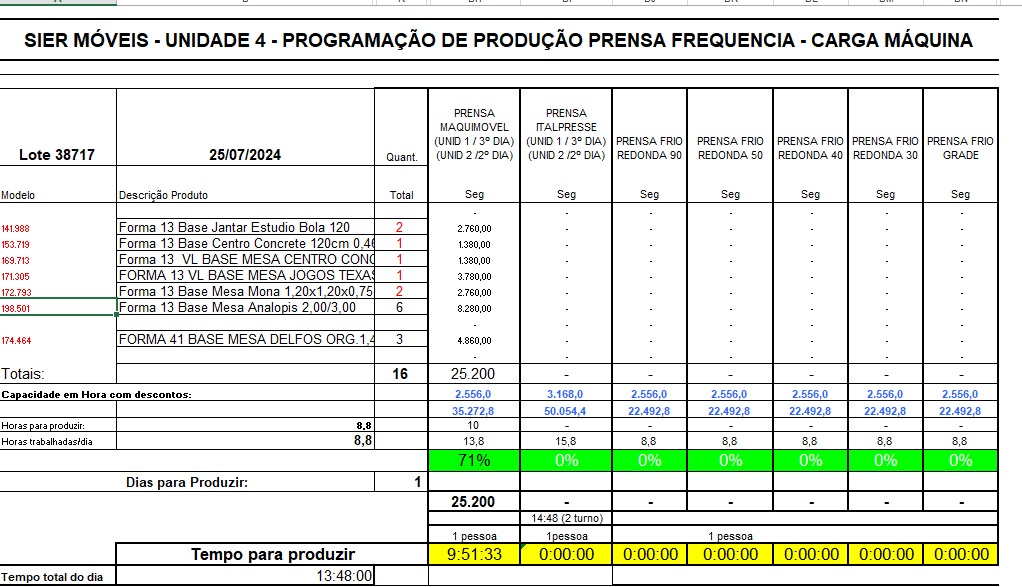 SIER MÓVEIS - UNIDADE 4 - PROGRAMAÇÃO DE PRODUÇÃO PRENSA FREQUENCIA - CARGA MÁQUINA
Lote 38717 25/07/2024 Quant. PRENSA MAQUIMOVEL (UNID 1 / 3º DIA) (UNID 2 /2º DIA) PRENSA ITALPRESSE (UNID 1 / 3º DIA) (UNID 2 /2º DIA) PRENSA FRIO REDONDA 90 PRENSA FRIO REDONDA 50 PRENSA FRIO REDONDA 40 PRENSA FRIO REDONDA 30 PRENSA FRIO GRADE
Modelo Descrição Produto Total Seg Seg Seg Seg Seg Seg Seg
- - - - - - -
141.988 Forma 13 Base Jantar Estudio Bola 120 2 2.760,00 - - - - - -
153.719 Forma 13 Base Centro Concrete 120cm 0,46 1 1.380,00 - - - - - -
169.713 Forma 13 VL BASE MESA CENTRO CONC 1 1.380,00 - - - - - -
171.305 FORMA 13 VL BASE MESA JOGOS TEXAS 1 3.780,00 - - - - - -
172.793 Forma 13 Base Mesa Mona 1,20x1,20x0,75 2 2.760,00 - - - - - -
198.501 Forma 13 Base Mesa Analopis 2,00/3,00 6 8.280,00 - - - - - -
- - - - - - -
174.464 FORMA 41 BASE MESA DELFOS ORG.1,4 3 4.860,00 - - - - - -
- - - - - - -
Totais: 16 25.200 - - - - - -
Capacidade em Hora com descontos: 2.556,0 3.168,0 2.556,0 2.556,0 2.556,0 2.556,0 2.556,0
35.272,8 50.054,4 22.492,8 22.492,8 22.492,8 22.492,8 22.492,8
Horas para produzir: 8,8 10 - - - - - -
Horas trabalhadas/dia 8,8 13,8 15,8 8,8 8,8 8,8 8,8 8,8
71% 0% 0% 0% 0% 0% 0%
Dias para Produzir: 1
25.200 - - - - - -
14:48 (2 turno)
1 pessoa 1pessoa 1 pessoa
Tempo para produzir 9:51:33 0:00:00 0:00:00 0:00:00 0:00:00 0:00:00 0:00:00
Tempo total do dia 13:48:00